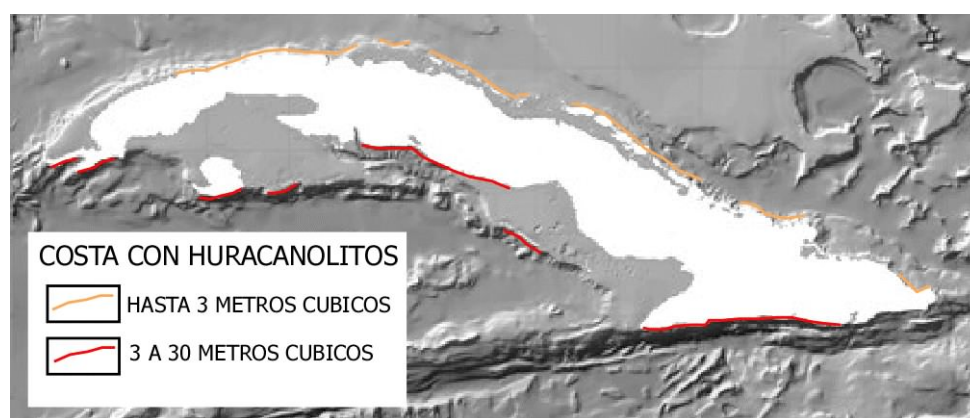 COSTA CON HURACANOLITOS
HASTA 3 METROS CUBICOS
3 A 30 METROS CUBICOS